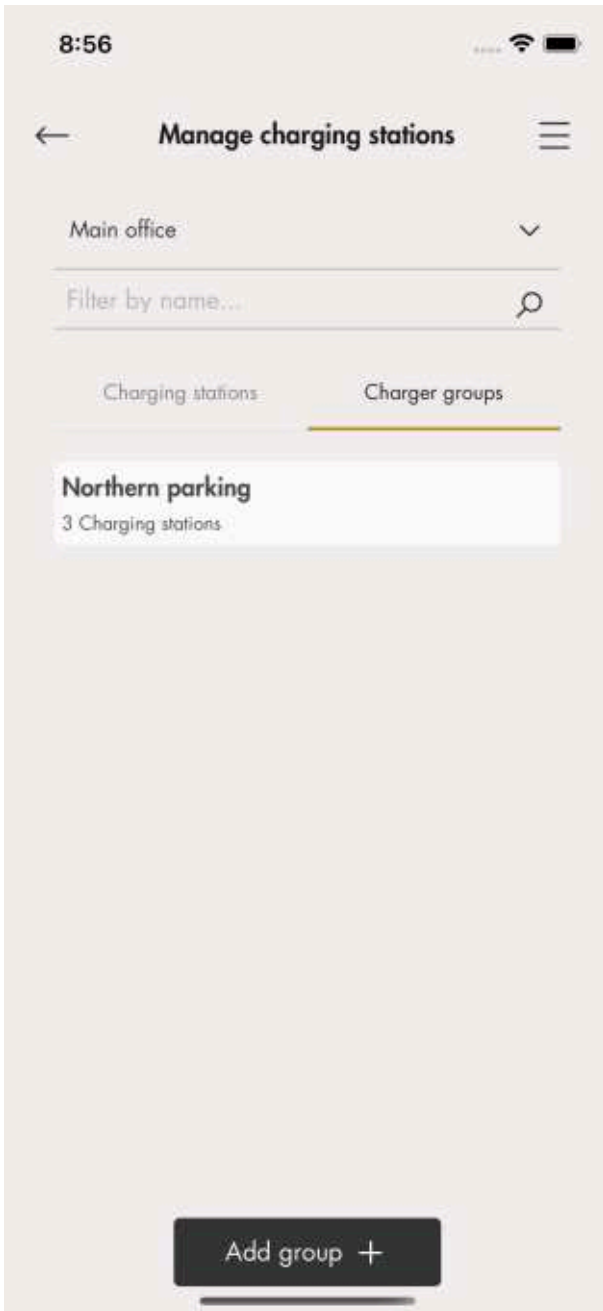 8:56
Manage charging stations
Main office
Filter by name...
Charging stations
Charger groups
Northern parking
3 Charging stations
Add group +